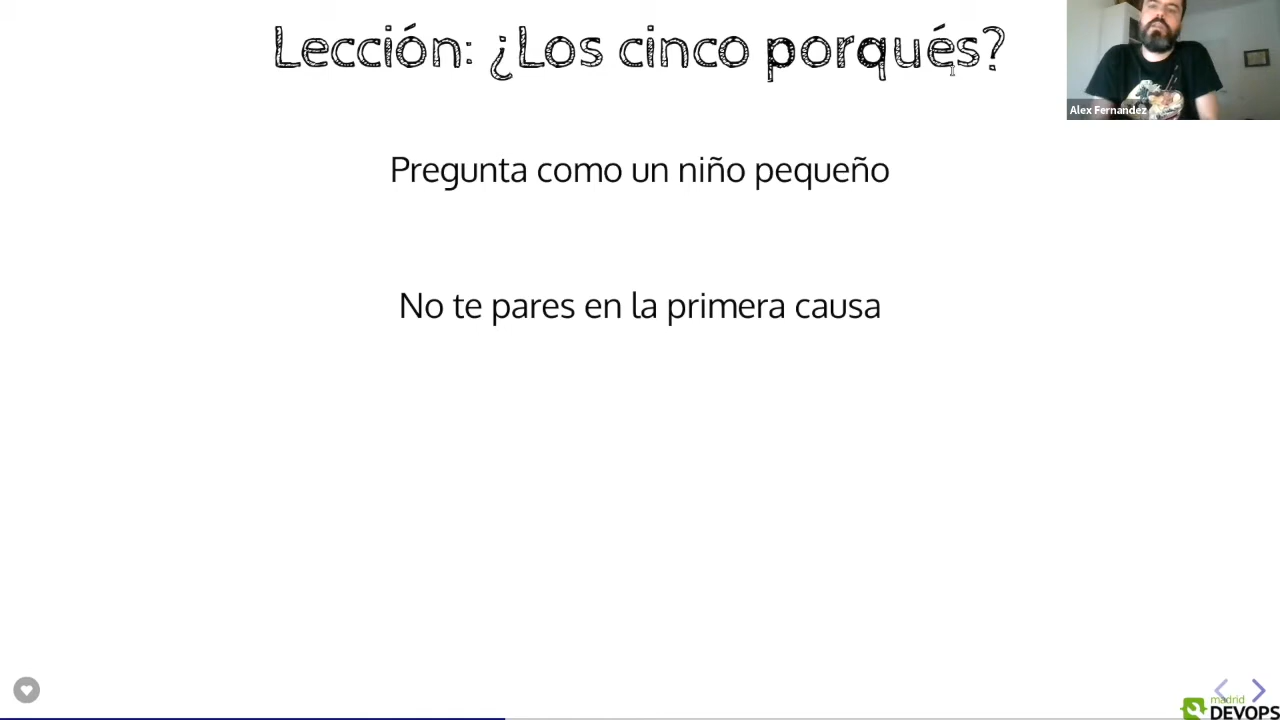 Lección: ¿Los cinco porqués?
Alex Fernandez
Pregunta como un niño pequeño
No te pares en la primera causa
madrid
DEVOPS